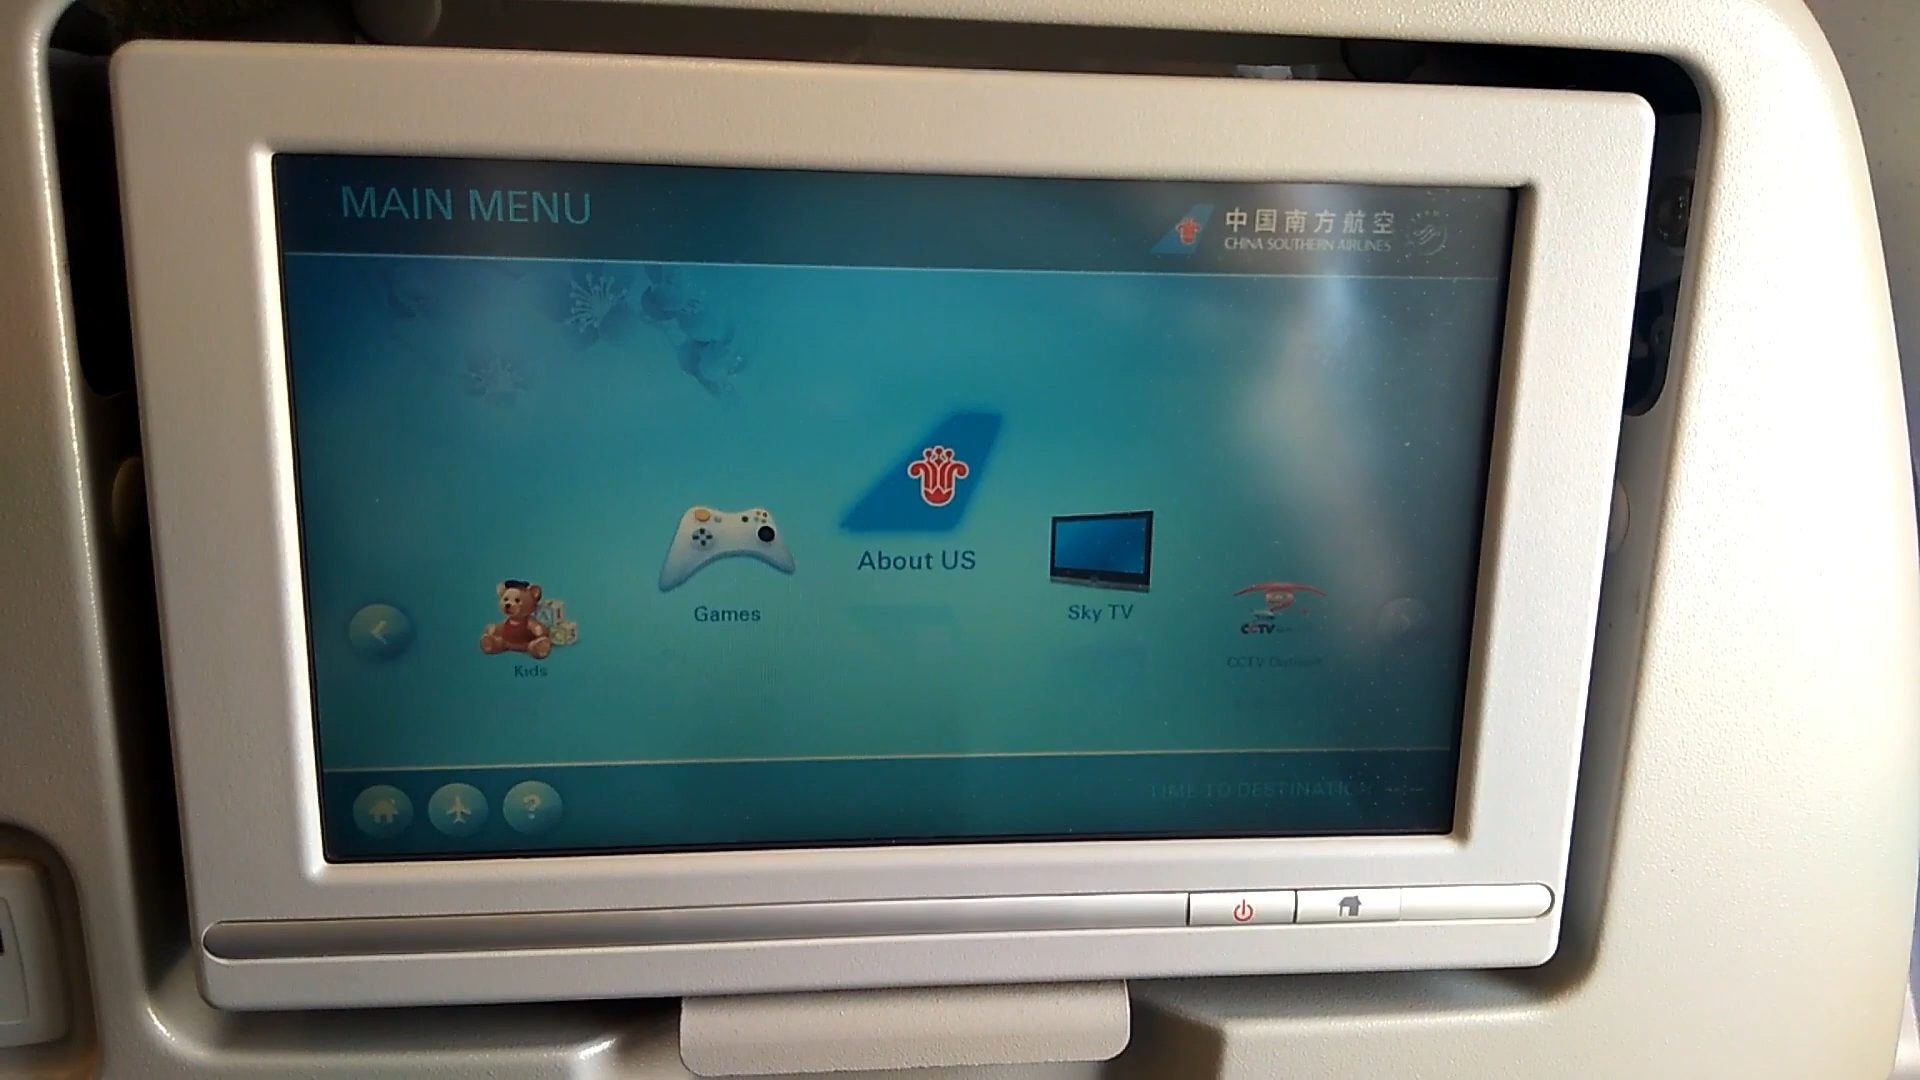 MAIN MENU
中国南方航空
CHINA SOUTHERN AIRLINES
About US
Games
Sky TV
CCTV
Kids
CCTV
TIME TO DESTINATION --:--
?